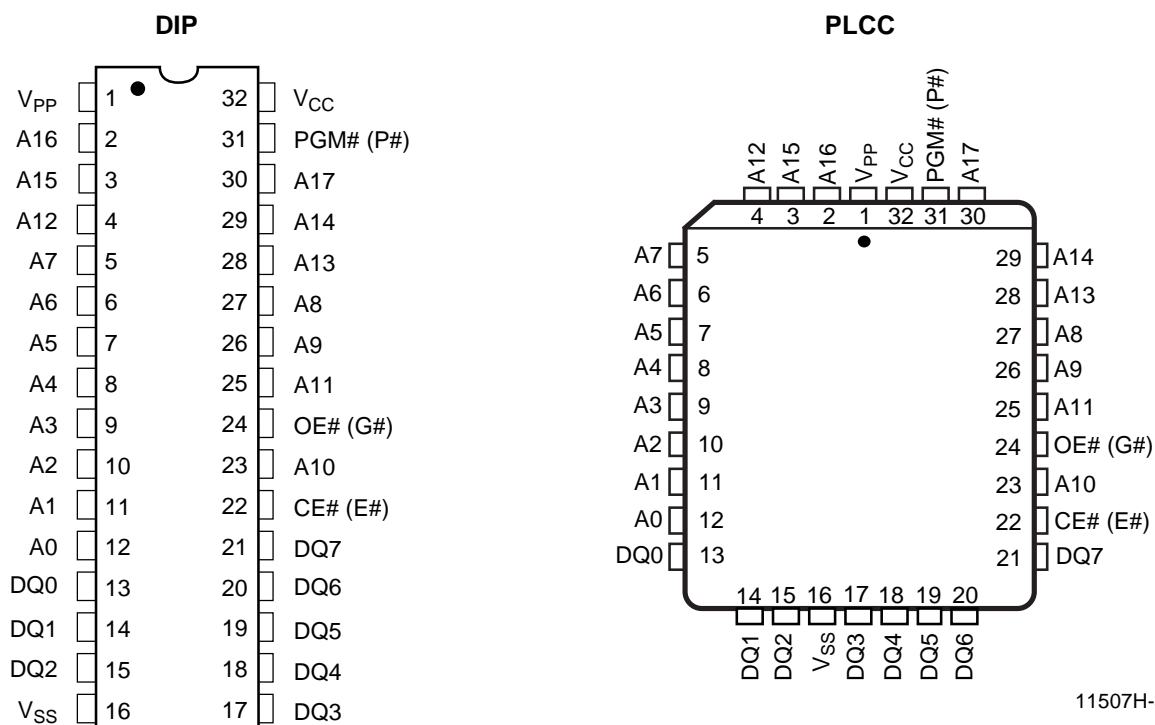 DIP
VPP 1 32 VCC
A16 2 31 PGM# (P#)
A15 3 30 A17
A12 4 29 A14
A7 5 28 A13
A6 6 27 A8
A5 7 26 A9
A4 8 25 A11
A3 9 24 OE# (G#)
A2 10 23 A10
A1 11 22 CE# (E#)
A0 12 21 DQ7
DQ0 13 20 DQ6
DQ1 14 19 DQ5
DQ2 15 18 DQ4
VSS 16 17 DQ3
PLCC
A12 A15 A16 VPP VCC PGM# (P#) A17
4 3 2 1 32 31 30
A7 5 29 A14
A6 6 28 A13
A5 7 27 A8
A4 8 26 A9
A3 9 25 A11
A2 10 24 OE# (G#)
A1 11 23 A10
A0 12 22 CE# (E#)
DQ0 13 21 DQ7
14 15 16 17 18 19 20
DQ1 DQ2 VSS DQ3 DQ4 DQ5 DQ6
11507H-